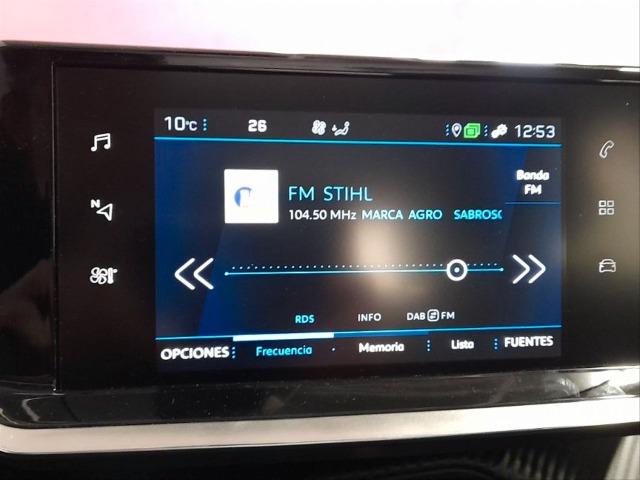 10°C
26
12:53
Banda
FM
FM STIHL
104.50 MHz MARCA AGRO SABROSO
N
RDS
INFO
DAB FM
OPCIONES
Frecuencia
Memoria
Lista
FUENTES